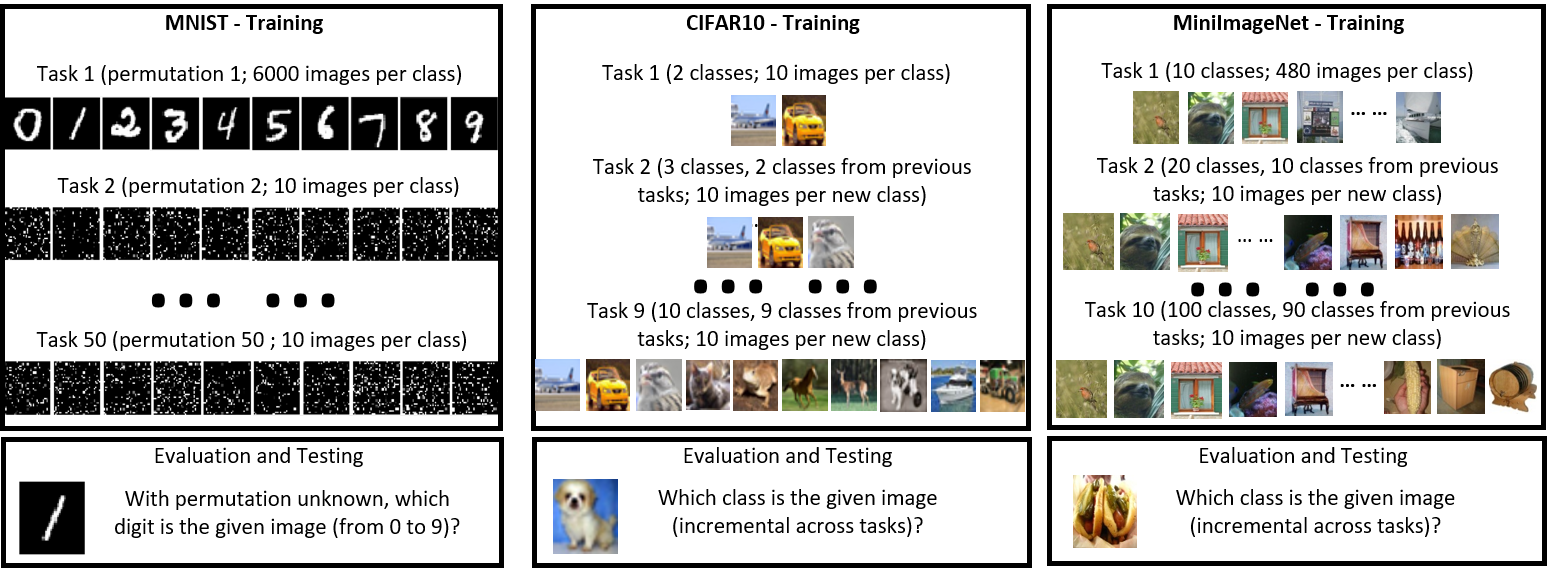 MNIST - Training
Task 1 (permutation 1; 6000 images per class)
0 1 2 3 4 5 6 7 8 9
Task 2 (permutation 2; 10 images per class)
... ...
Task 50 (permutation 50 ; 10 images per class)
Evaluation and Testing
With permutation unknown, which
digit is the given image (from 0 to 9)?
1
CIFAR10 - Training
Task 1 (2 classes; 10 images per class)
Task 2 (3 classes, 2 classes from previous
tasks; 10 images per new class)
... ...
Task 9 (10 classes, 9 classes from previous
tasks; 10 images per new class)
Evaluation and Testing
Which class is the given image
(incremental across tasks)?
MiniImageNet - Training
Task 1 (10 classes; 480 images per class)
... ...
Task 2 (20 classes, 10 classes from previous
tasks; 10 images per new class)
... ...
... ...
Task 10 (100 classes, 90 classes from previous
tasks; 10 images per new class)
... ...
Evaluation and Testing
Which class is the given image
(incremental across tasks)?